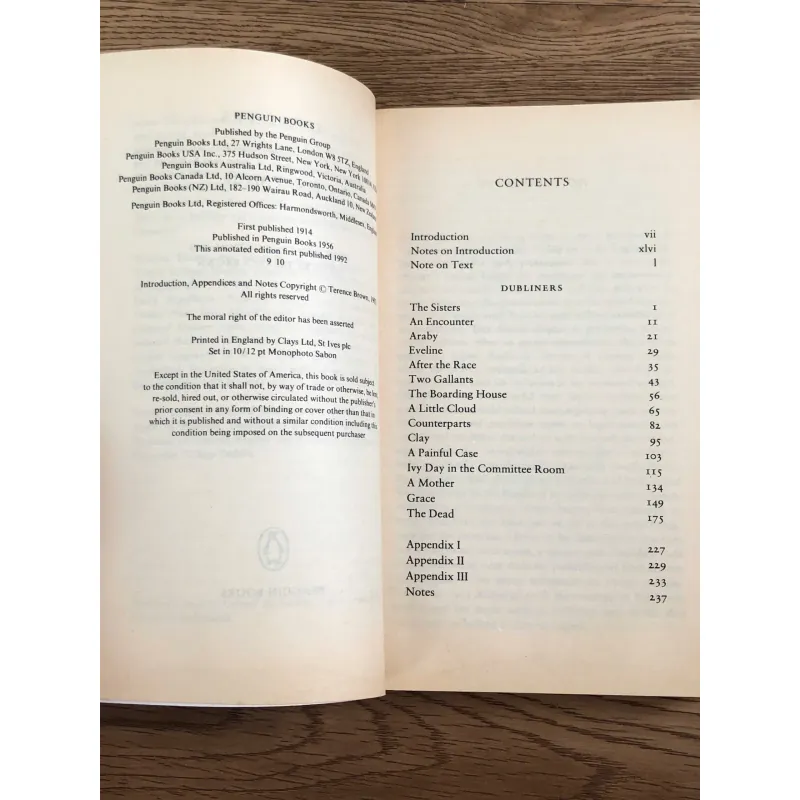 PENGUIN BOOKS
Published by the Penguin Group
Penguin Books Ltd, 27 Wrights Lane, London W8 5TZ, England
Penguin Books USA Inc., 375 Hudson Street, New York, New York
Penguin Books Australia Ltd, Ringwood, Victoria, Australia
Penguin Books Canada Ltd, 10 Alcorn Avenue, Toronto, Ontario, Canada
Penguin Books (NZ) Ltd, 182–190 Wairau Road, Auckland 10, New Zealand
Penguin Books Ltd, Registered Offices: Harmondsworth, Middlesex, England
First published 1914
Published in Penguin Books 1956
This annotated edition first published 1992
9 10
Introduction, Appendices and Notes Copyright © Terence Brown,
All rights reserved
The moral right of the editor has been asserted
Printed in England by Clays Ltd, St Ives plc
Set in 10/12 pt Monophoto Sabon
Except in the United States of America, this book is sold subject
to the condition that it shall not, by way of trade or otherwise, be lent,
re-sold, hired out, or otherwise circulated without the publisher's
prior consent in any form of binding or cover other than that in
which it is published and without a similar condition including this
condition being imposed on the subsequent purchaser
CONTENTS
Introduction vii
Notes on Introduction xlvi
Note on Text l
DUBLINERS
The Sisters 1
An Encounter 11
Araby 21
Eveline 29
After the Race 35
Two Gallants 43
The Boarding House 56
A Little Cloud 65
Counterparts 82
Clay 95
A Painful Case 103
Ivy Day in the Committee Room 115
A Mother 134
Grace 149
The Dead 175
Appendix I 227
Appendix II 229
Appendix III 233
Notes 237